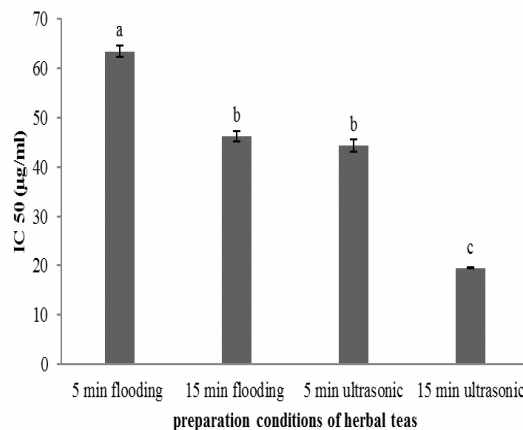 70
60
50
40
30
20
10
0
IC 50 (µg/ml)
a
b
b
c
5 min flooding 15 min flooding 5 min ultrasonic 15 min ultrasonic
preparation conditions of herbal teas